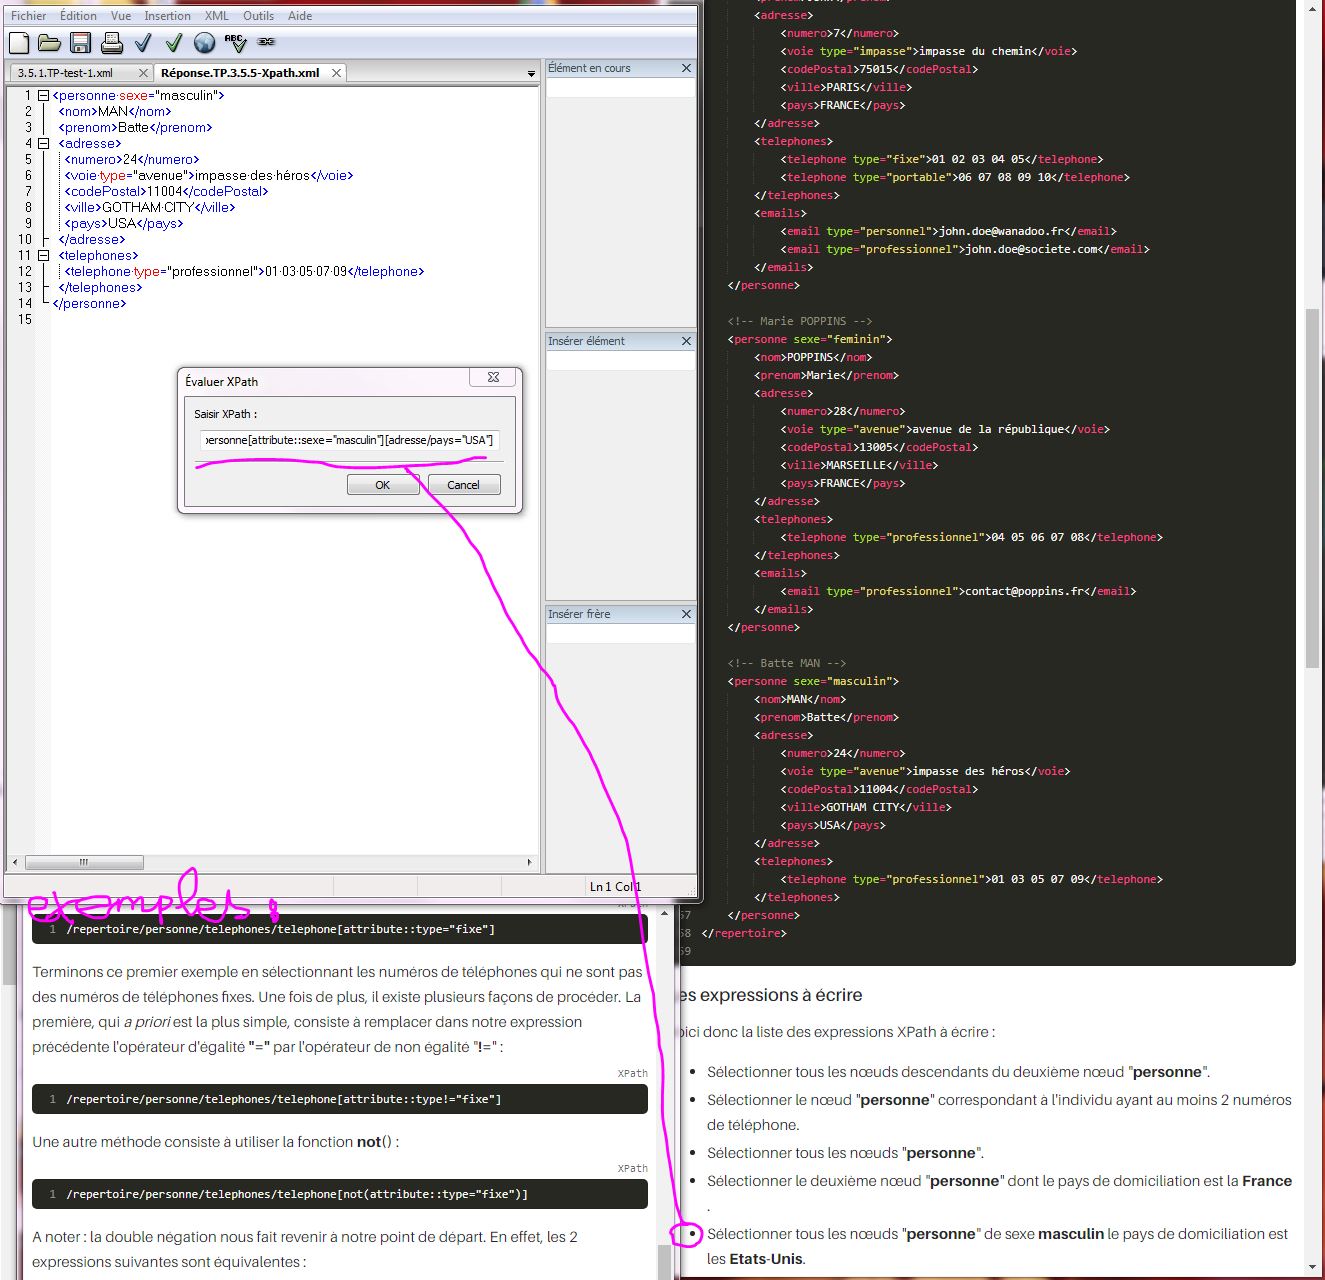 Fichier Édition Vue Insertion XML Outils Aide
ABC
3.5.1.TP-test-1.xml Réponse.TP.3.5.5-Xpath.xml
1 <personne·sexe="masculin">
2 <nom>MAN</nom>
3 <prenom>Batte</prenom>
4 <adresse>
5 <numero>24</numero>
6 <voie·type="avenue">impasse·des·héros</voie>
7 <codePostal>11004</codePostal>
8 <ville>GOTHAM·CITY</ville>
9 <pays>USA</pays>
10 </adresse>
11 <telephones>
12 <telephone·type="professionnel">01·03·05·07·09</telephone>
13 </telephones>
14 </personne>
15
Élément en cours
Insérer élément
Insérer frère
Évaluer XPath
Saisir XPath :
personne[attribute::sexe="masculin"][adresse/pays="USA"]
OK Cancel
Ln1 Col1
exemples:
1 /repertoire/personne/telephones/telephone[attribute::type="fixe"]
Terminons ce premier exemple en sélectionnant les numéros de téléphones qui ne sont pas
des numéros de téléphones fixes. Une fois de plus, il existe plusieurs façons de procéder. La
première, qui a priori est la plus simple, consiste à remplacer dans notre expression
précédente l'opérateur d'égalité "=" par l'opérateur de non égalité "!=" :
XPath
1 /repertoire/personne/telephones/telephone[attribute::type!="fixe"]
Une autre méthode consiste à utiliser la fonction not() :
XPath
1 /repertoire/personne/telephones/telephone[not(attribute::type="fixe")]
A noter : la double négation nous fait revenir à notre point de départ. En effet, les 2
expressions suivantes sont équivalentes :
<adresse>
<numero>7</numero>
<voie type="impasse">impasse du chemin</voie>
<codePostal>75015</codePostal>
<ville>PARIS</ville>
<pays>FRANCE</pays>
</adresse>
<telephones>
<telephone type="fixe">01 02 03 04 05</telephone>
<telephone type="portable">06 07 08 09 10</telephone>
</telephones>
<emails>
<email type="personnel">john.doe@wanadoo.fr</email>
<email type="professionnel">john.doe@societe.com</email>
</emails>
</personne>
<!-- Marie POPPINS -->
<personne sexe="feminin">
<nom>POPPINS</nom>
<prenom>Marie</prenom>
<adresse>
<numero>28</numero>
<voie type="avenue">avenue de la république</voie>
<codePostal>13005</codePostal>
<ville>MARSEILLE</ville>
<pays>FRANCE</pays>
</adresse>
<telephones>
<telephone type="professionnel">04 05 06 07 08</telephone>
</telephones>
<emails>
<email type="professionnel">contact@poppins.fr</email>
</emails>
</personne>
<!-- Batte MAN -->
<personne sexe="masculin">
<nom>MAN</nom>
<prenom>Batte</prenom>
<adresse>
<numero>24</numero>
<voie type="avenue">impasse des héros</voie>
<codePostal>11004</codePostal>
<ville>GOTHAM CITY</ville>
<pays>USA</pays>
</adresse>
<telephones>
<telephone type="professionnel">01 03 05 07 09</telephone>
</telephones>
57 </personne>
58 </repertoire>
59
es expressions à écrire
oici donc la liste des expressions XPath à écrire :
• Sélectionner tous les nœuds descendants du deuxième nœud "personne".
• Sélectionner le nœud "personne" correspondant à l'individu ayant au moins 2 numéros
de téléphone.
• Sélectionner tous les nœuds "personne".
• Sélectionner le deuxième nœud "personne" dont le pays de domiciliation est la France
.
• Sélectionner tous les nœuds "personne" de sexe masculin le pays de domiciliation est
les Etats-Unis.